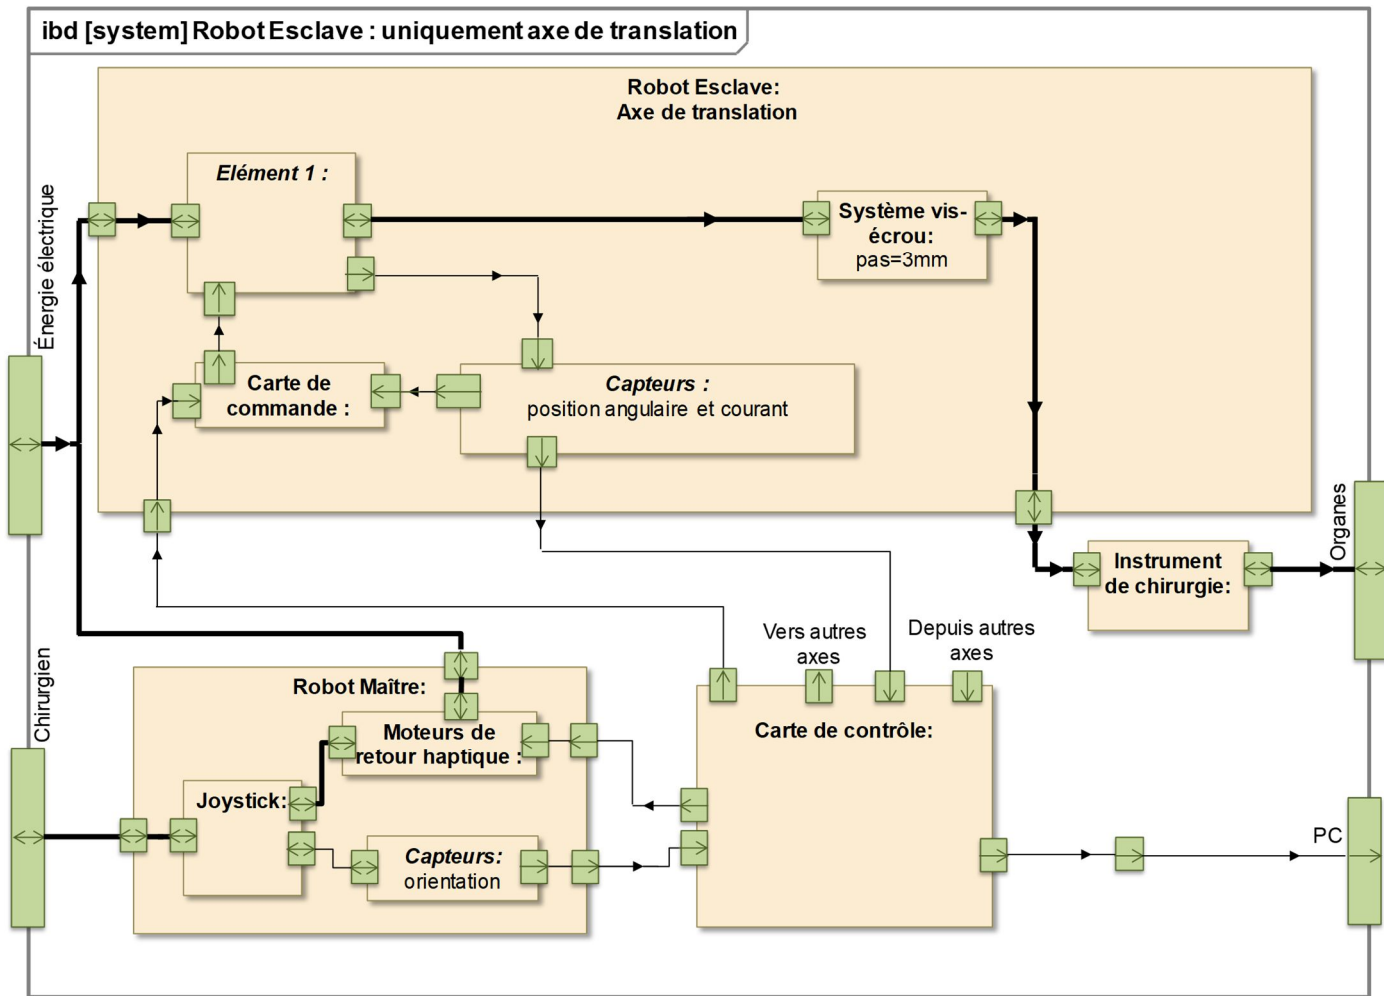 ibd [system] Robot Esclave : uniquement axe de translation
Robot Esclave:
Axe de translation
Elément 1 :
Énergie électrique
Système vis-
écrou:
pas=3mm
Carte de
commande :
Capteurs :
position angulaire et courant
Organes
Instrument
de chirurgie:
Vers autres
axes
Depuis autres
axes
Chirurgien
Robot Maître:
Moteurs de
retour haptique :
Carte de contrôle:
Joystick:
Capteurs:
orientation
PC